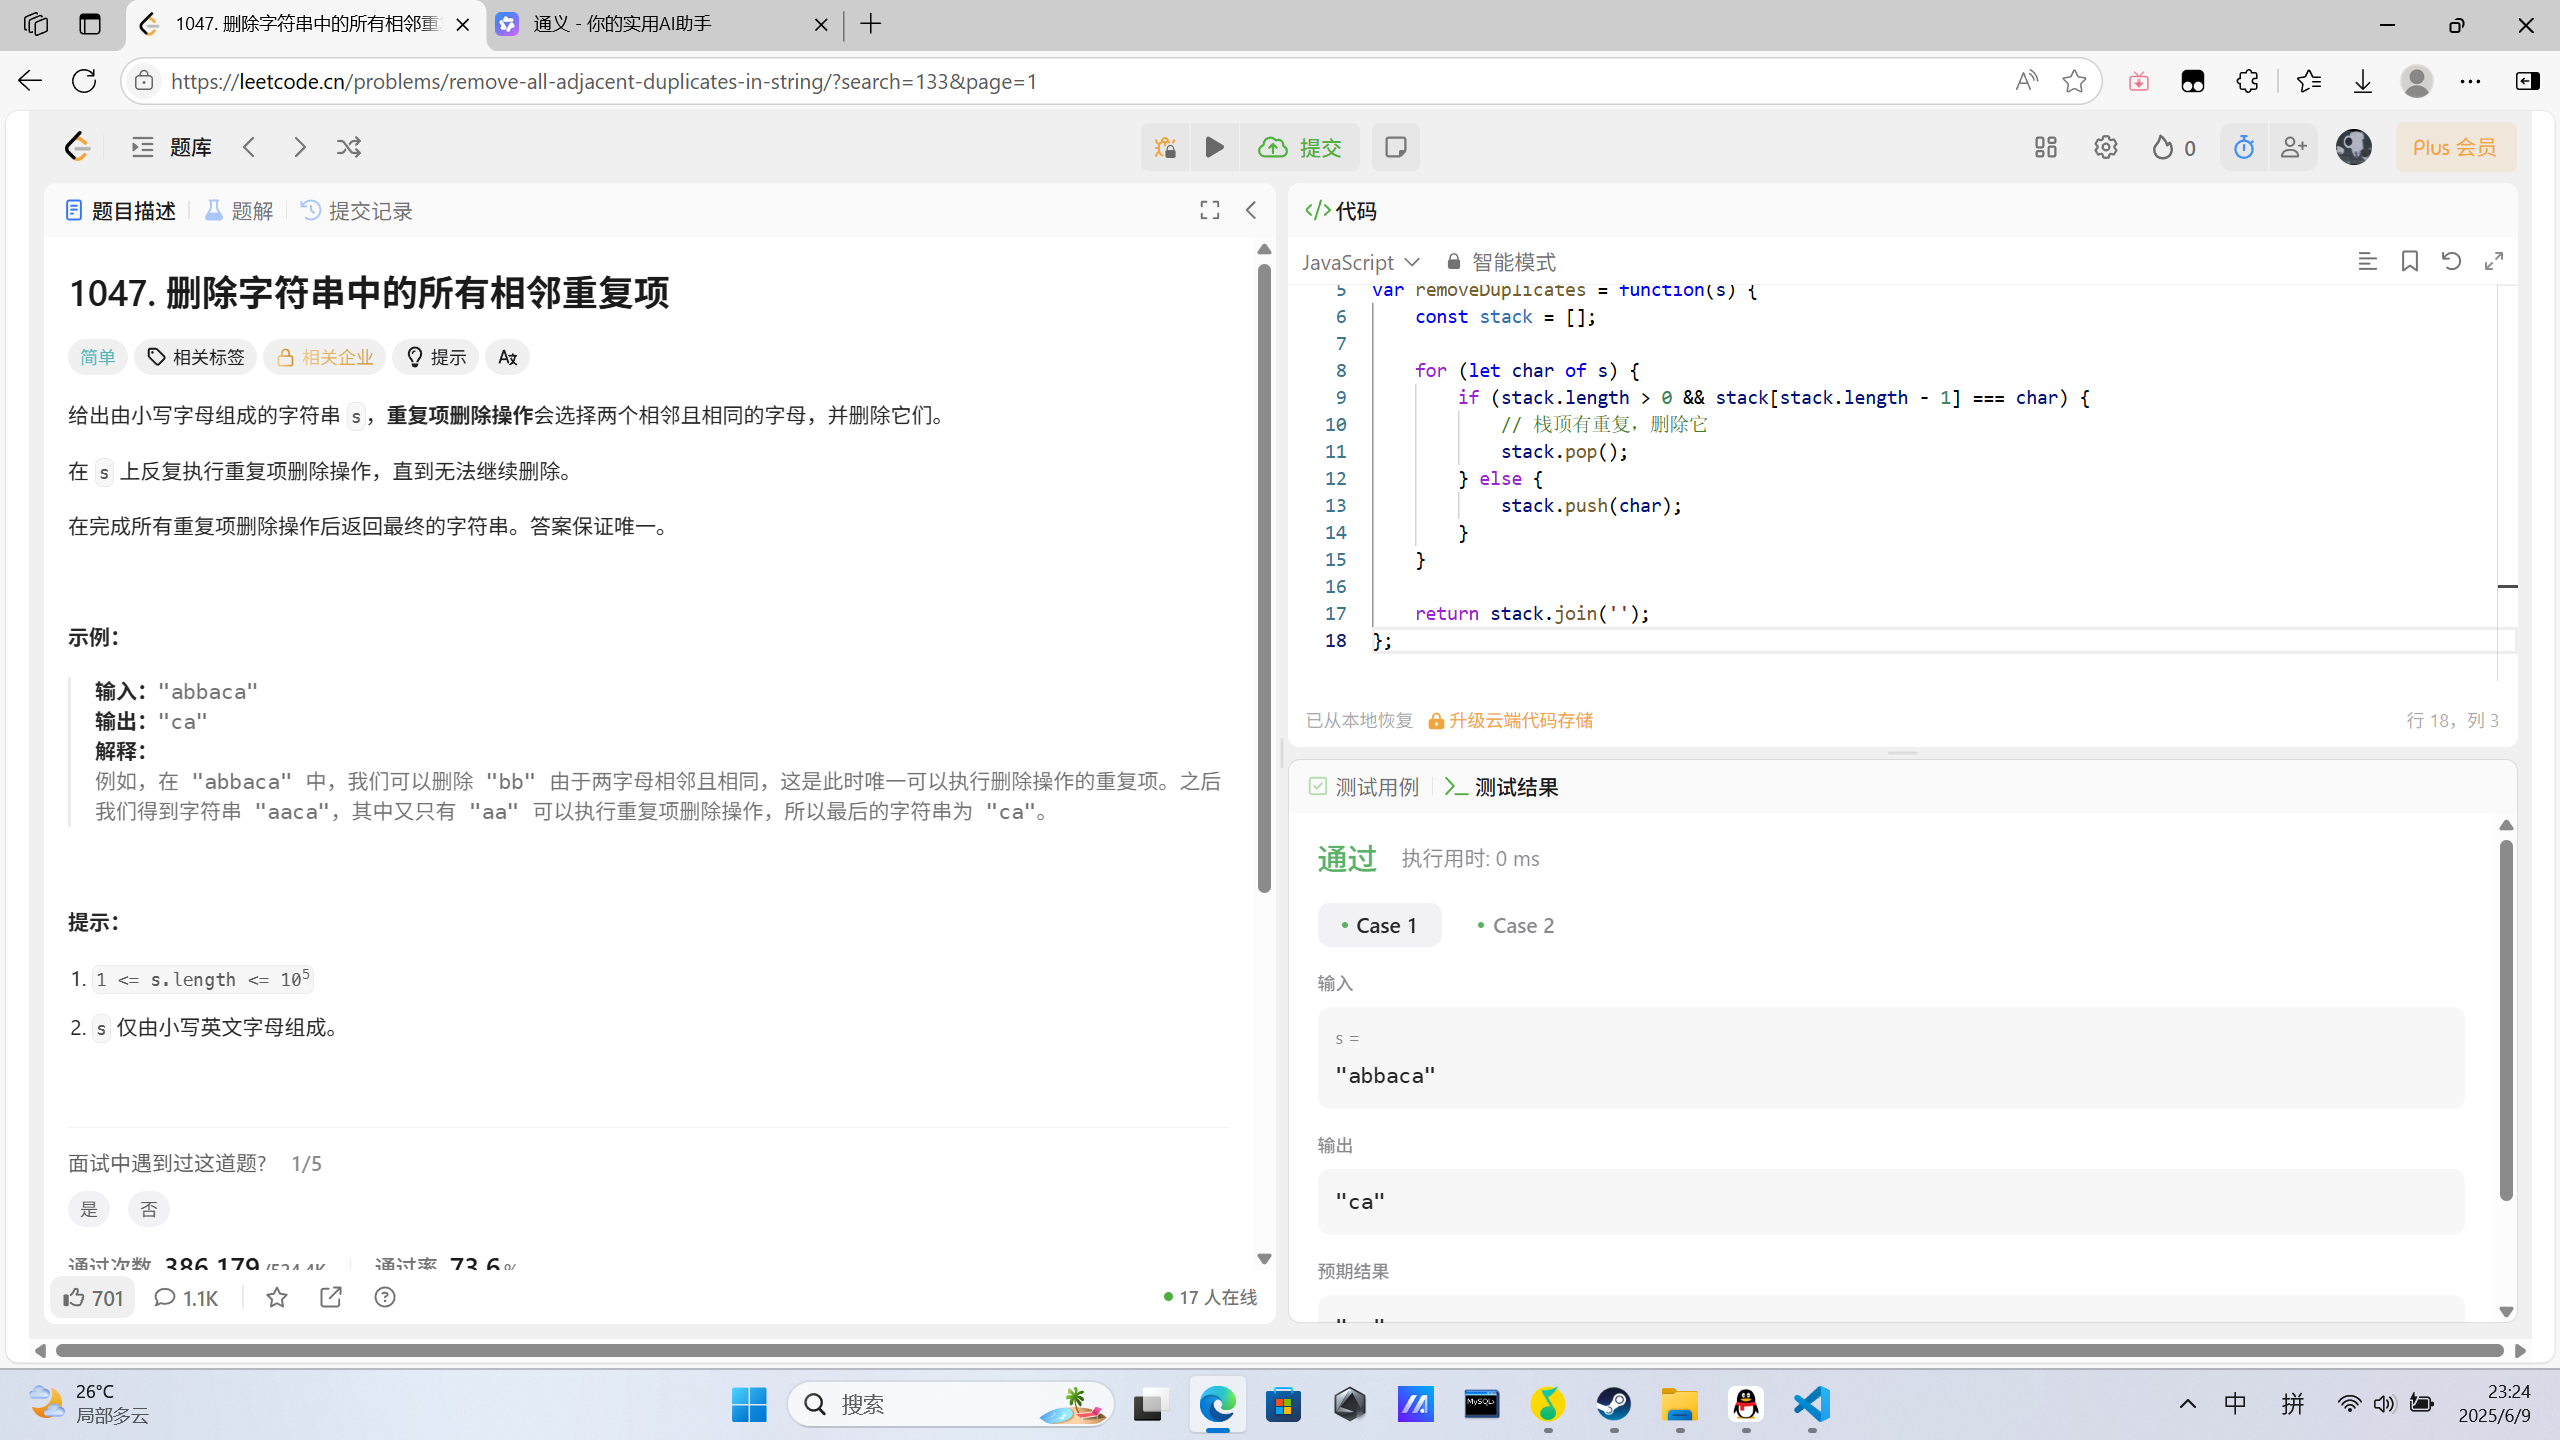 1047. 删除字符串中的所有相邻重
通义 - 你的实用AI助手
https://leetcode.cn/problems/remove-all-adjacent-duplicates-in-string/?search=133&page=1
题库
提交
0
Plus 会员
题目描述
题解
提交记录
1047. 删除字符串中的所有相邻重复项
简单
相关标签
相关企业
提示
给出由小写字母组成的字符串 s，重复项删除操作会选择两个相邻且相同的字母，并删除它们。
在 s 上反复执行重复项删除操作，直到无法继续删除。
在完成所有重复项删除操作后返回最终的字符串。答案保证唯一。
示例：
输入："abbaca"
输出："ca"
解释：
例如，在 "abbaca" 中，我们可以删除 "bb" 由于两字母相邻且相同，这是此时唯一可以执行删除操作的重复项。之后
我们得到字符串 "aaca"，其中又只有 "aa" 可以执行重复项删除操作，所以最后的字符串为 "ca"。
提示：
1. 1 <= s.length <= 10⁵
2. s 仅由小写英文字母组成。
面试中遇到过这道题? 1/5
是
否
通过次数 386,179/524.4K
通过率 73.6%
701
1.1K
17 人在线
</> 代码
JavaScript
智能模式
5 var removeDuplicates = function(s) {
6     const stack = [];
7
8     for (let char of s) {
9         if (stack.length > 0 && stack[stack.length - 1] === char) {
10             // 栈顶有重复，删除它
11             stack.pop();
12         } else {
13             stack.push(char);
14         }
15     }
16
17     return stack.join('');
18 };
已从本地恢复
升级云端代码存储
行 18，列 3
测试用例
测试结果
通过
执行用时: 0 ms
Case 1
Case 2
输入
s =
"abbaca"
输出
"ca"
预期结果
26°C
局部多云
搜索
MySQL
中
拼
23:24
2025/6/9